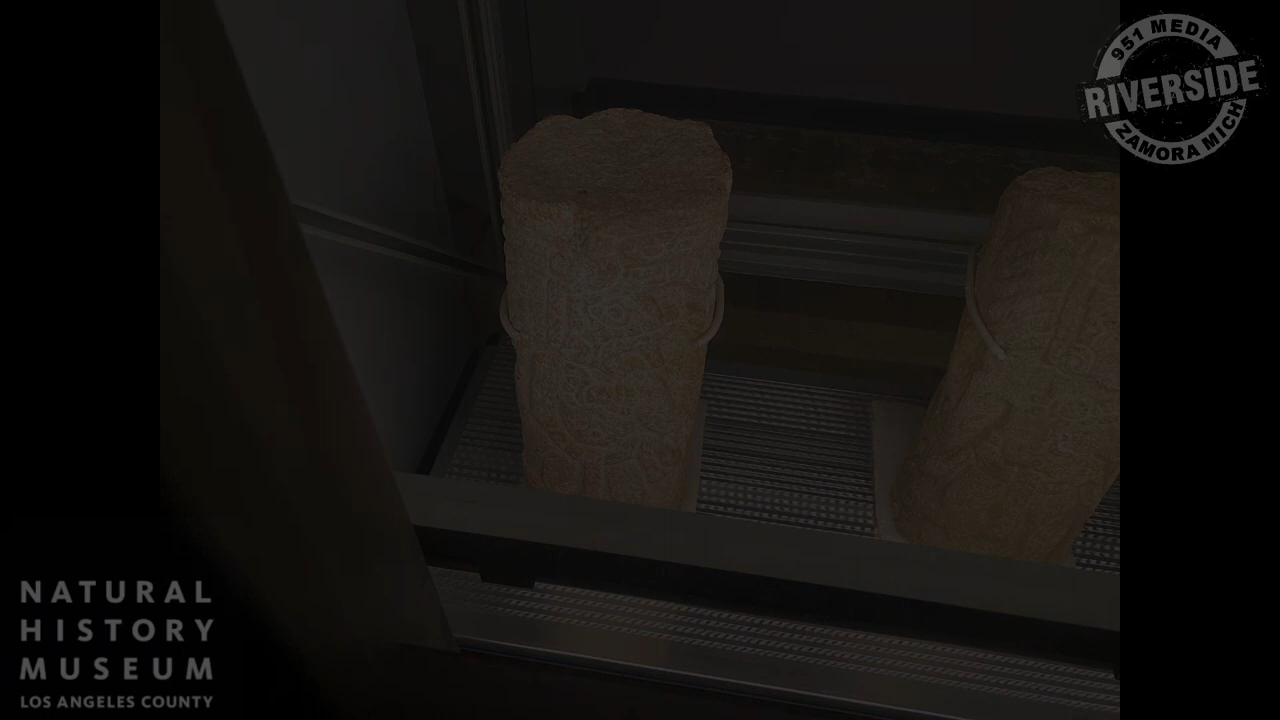 951 MEDIA
RIVERSIDE
ZAMORA MICH
NATURAL
HISTORY
MUSEUM
LOS ANGELES COUNTY